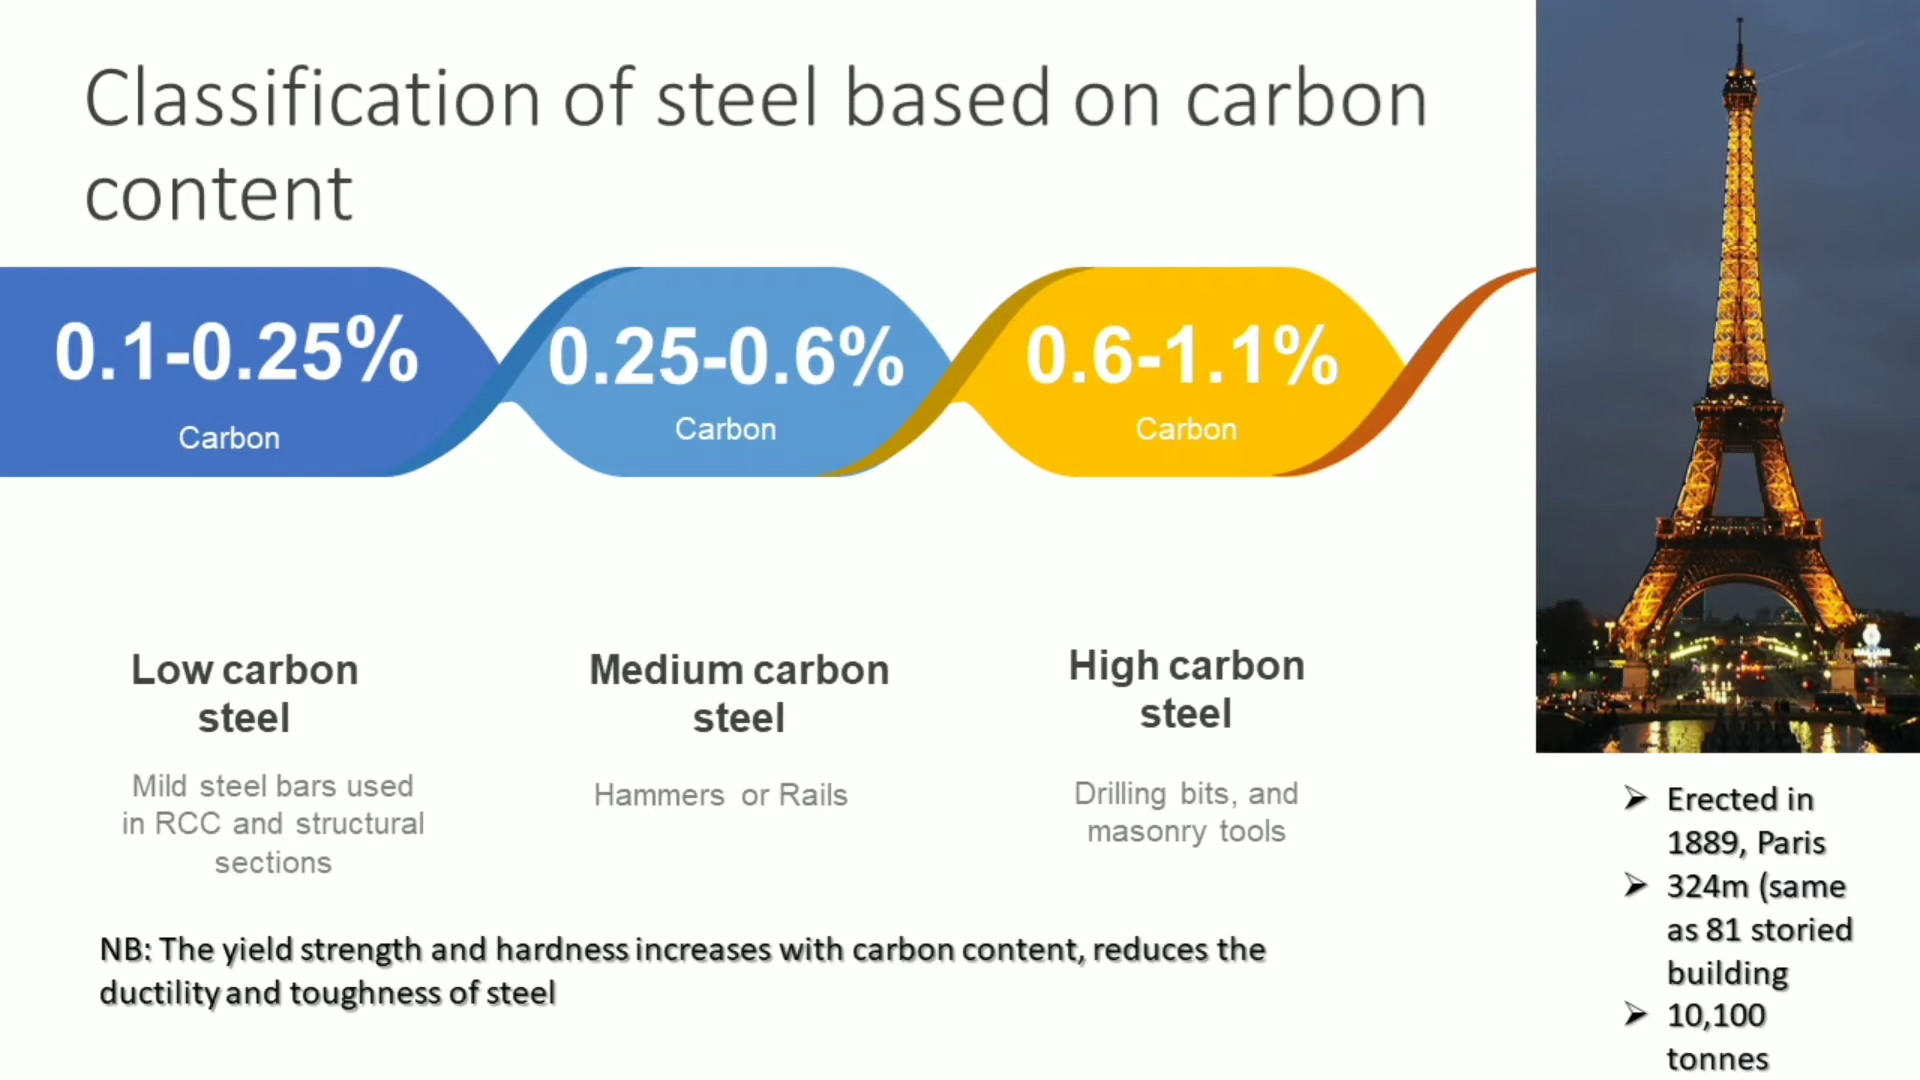 Classification of steel based on carbon
content
0.1-0.25%
Carbon
0.25-0.6%
Carbon
0.6-1.1%
Carbon
Low carbon
steel
Mild steel bars used
in RCC and structural
sections
Medium carbon
steel
Hammers or Rails
High carbon
steel
Drilling bits, and
masonry tools
NB: The yield strength and hardness increases with carbon content, reduces the
ductility and toughness of steel
➢ Erected in
1889, Paris
➢ 324m (same
as 81 storied
building
➢ 10,100
tonnes